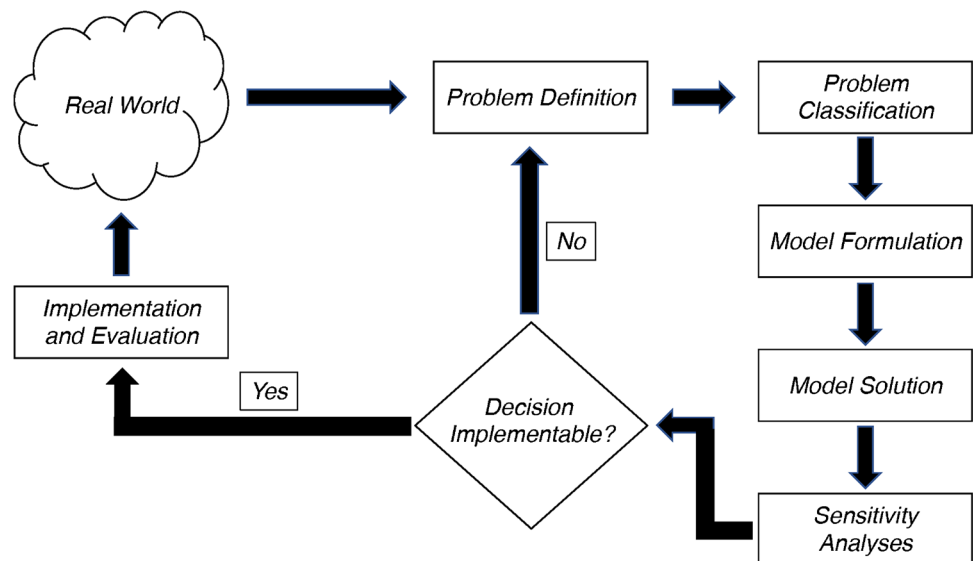 Real World
Problem Definition
Problem
Classification
Model Formulation
Model Solution
Sensitivity
Analyses
Decision
Implementable?
No
Yes
Implementation
and Evaluation